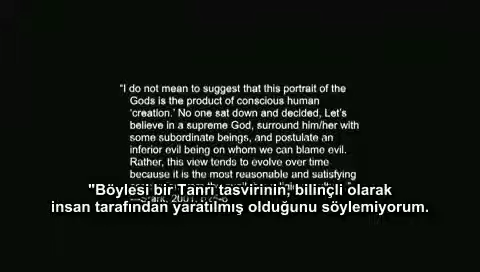 "I do not mean to suggest that this portrait of the
Gods is the product of conscious human
'creation.' No one sat down and decided, Let's
believe in a supreme God, surround him/her with
some subordinate beings, and postulate an
inferior evil being on whom we can blame evil.
Rather, this view tends to evolve over time
because it is the most reasonable and satisfying
"Böylesi bir Tanrı tasvirinin, bilinçli olarak
insan tarafından yaratılmış olduğunu söylemiyorum.